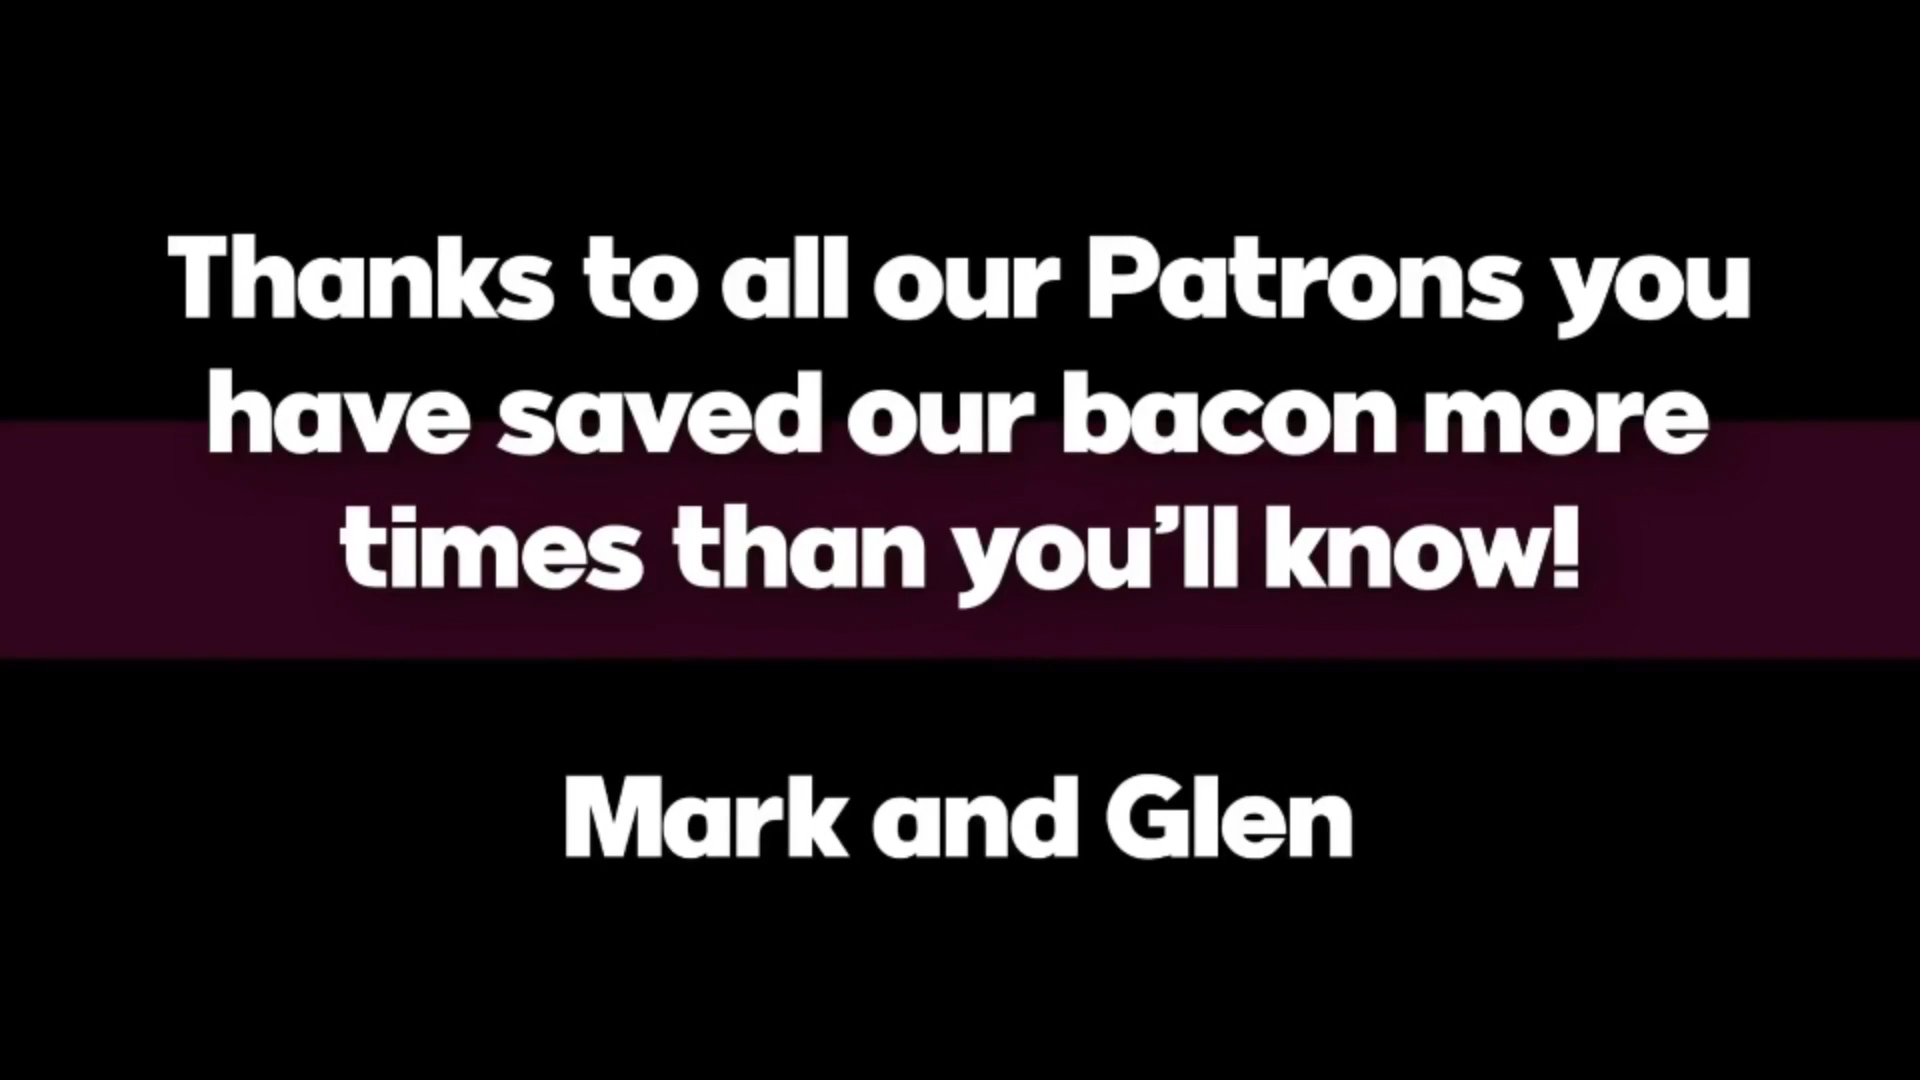 Thanks to all our Patrons you
have saved our bacon more
times than you’ll know!
Mark and Glen